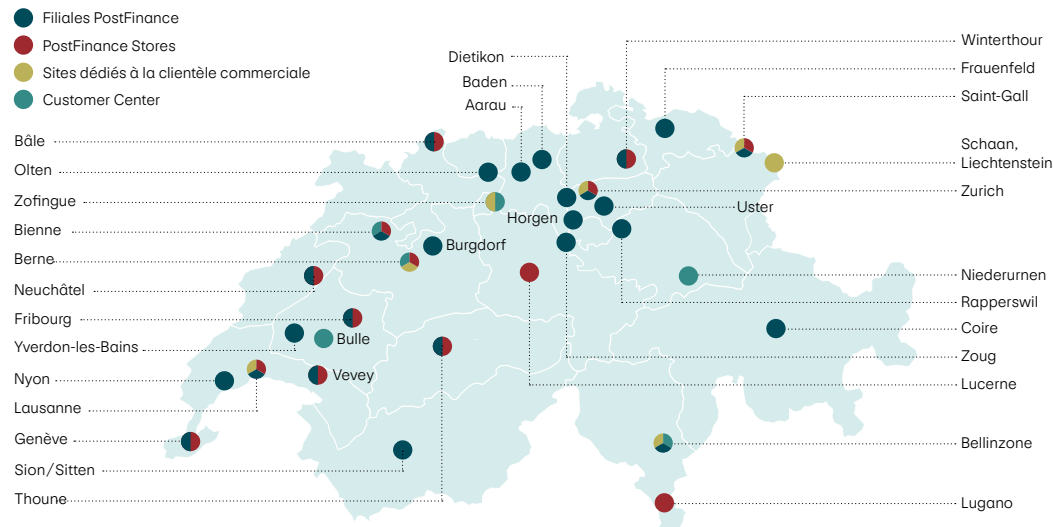 Filiales PostFinance
PostFinance Stores
Sites dédiés à la clientèle commerciale
Customer Center
Dietikon
Baden
Aarau
Bâle
Olten
Zofingue
Bienne
Berne
Neuchâtel
Fribourg
Yverdon-les-Bains
Nyon
Lausanne
Genève
Sion/Sitten
Thoune
Horgen
Burgdorf
Bulle
Vevey
Uster
Winterthour
Frauenfeld
Saint-Gall
Schaan,
Liechtenstein
Zurich
Niederurnen
Rapperswil
Coire
Zoug
Lucerne
Bellinzone
Lugano